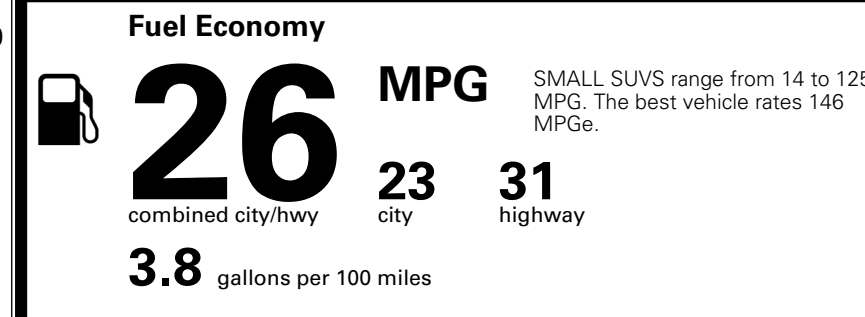 Fuel Economy
26 MPG
SMALL SUVS range from 14 to 125
MPG. The best vehicle rates 146
MPGe.
23 31
combined city/hwy city highway
3.8 gallons per 100 miles